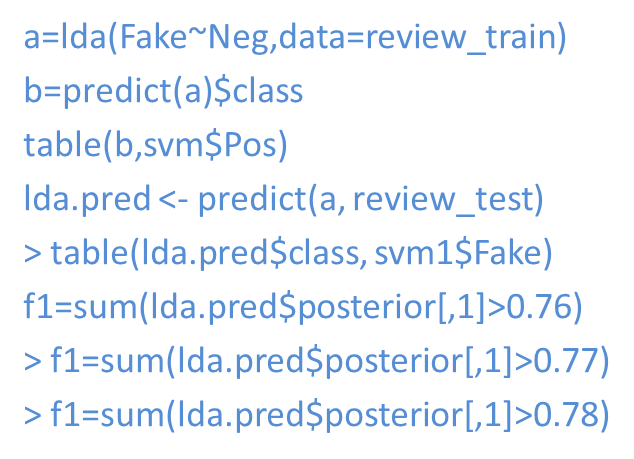 a=lda(Fake~Neg,data=review_train)
b=predict(a)$class
table(b,svm$Pos)
lda.pred <- predict(a, review_test)
> table(lda.pred$class, svm1$Fake)
f1=sum(lda.pred$posterior[,1]>0.76)
> f1=sum(lda.pred$posterior[,1]>0.77)
> f1=sum(lda.pred$posterior[,1]>0.78)